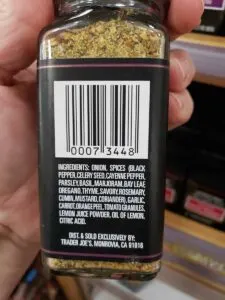 0007 3448
INGREDIENTS: ONION, SPICES (BLACK
PEPPER, CELERY SEED, CAYENNE PEPPER,
PARSLEY, BASIL, MARJORAM, BAY LEAF,
OREGANO, THYME, SAVORY, ROSEMARY,
CUMIN, MUSTARD, CORIANDER), GARLIC,
CARROT, ORANGE PEEL, TOMATO GRANULES,
LEMON JUICE POWDER, OIL OF LEMON,
CITRIC ACID.
DIST. & SOLD EXCLUSIVELY BY:
TRADER JOE'S, MONROVIA, CA 91016